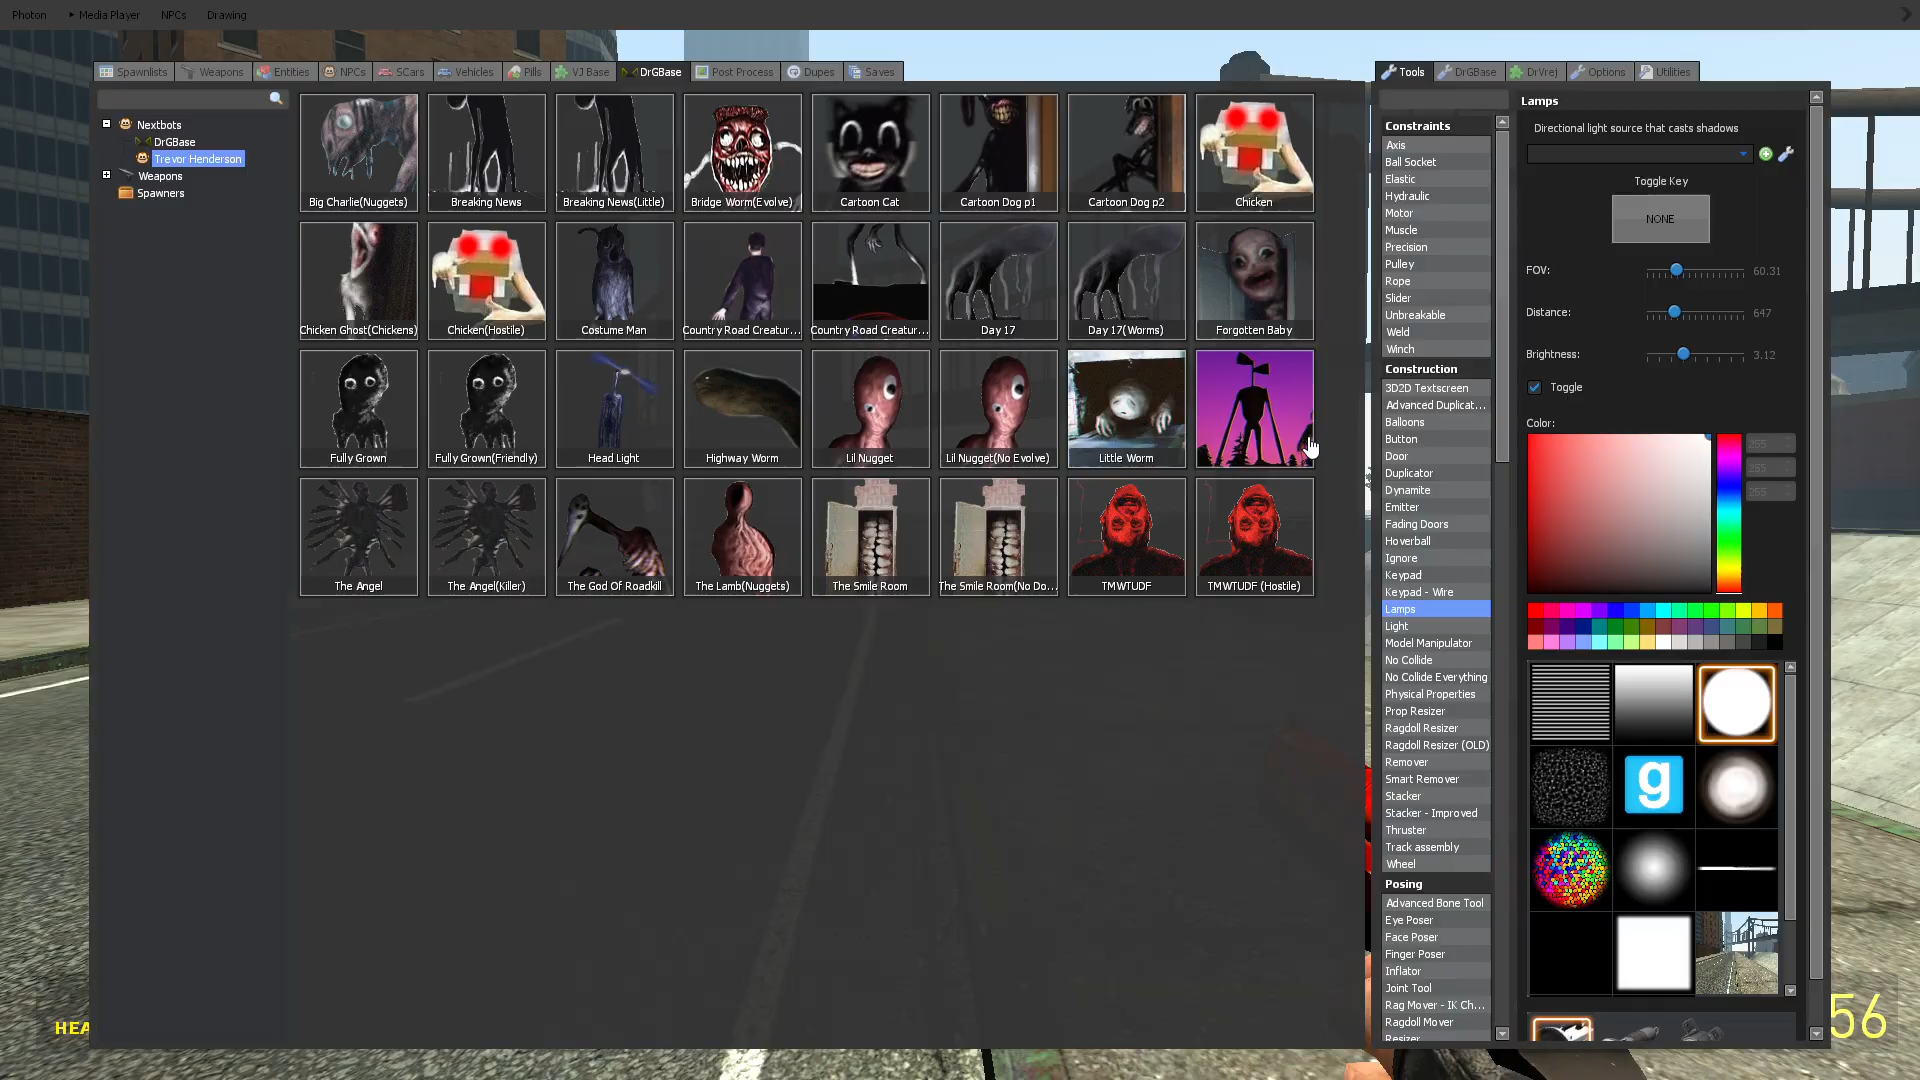 Photon
Media Player
NPCs
Drawing
Spawnlists
Weapons
Entities
NPCs
SCars
Vehicles
Pills
VJ Base
DrGBase
Post Process
Dupes
Saves
Nextbots
DrGBase
Trevor Henderson
Weapons
Spawners
Big Charlie(Nuggets)
Breaking News
Breaking News(Little)
Bridge Worm(Evolve)
Cartoon Cat
Cartoon Dog p1
Cartoon Dog p2
Chicken
Chicken Ghost(Chickens)
Chicken(Hostile)
Costume Man
Country Road Creatur...
Country Road Creatur...
Day 17
Day 17(Worms)
Forgotten Baby
Fully Grown
Fully Grown(Friendly)
Head Light
Highway Worm
Lil Nugget
Lil Nugget(No Evolve)
Little Worm
The Angel
The Angel(Killer)
The God Of Roadkill
The Lamb(Nuggets)
The Smile Room
The Smile Room(No Do...
TMWTUDF
TMWTUDF (Hostile)
Tools
DrGBase
DrVrej
Options
Utilities
Constraints
Axis
Ball Socket
Elastic
Hydraulic
Motor
Muscle
Precision
Pulley
Rope
Slider
Unbreakable
Weld
Winch
Construction
3D2D Textscreen
Advanced Duplicat...
Balloons
Button
Door
Duplicator
Dynamite
Emitter
Fading Doors
Hoverball
Ignore
Keypad
Keypad - Wire
Lamps
Light
Model Manipulator
No Collide
No Collide Everything
Physical Properties
Prop Resizer
Ragdoll Resizer
Ragdoll Resizer (OLD)
Remover
Smart Remover
Stacker
Stacker - Improved
Thruster
Track assembly
Wheel
Posing
Advanced Bone Tool
Eye Poser
Face Poser
Finger Poser
Inflator
Joint Tool
Rag Mover - IK Ch...
Ragdoll Mover
Resizer
Lamps
Directional light source that casts shadows
Toggle Key
NONE
FOV:
60.31
Distance:
647
Brightness:
3.12
Toggle
Color:
255
255
255
g
HEA
56